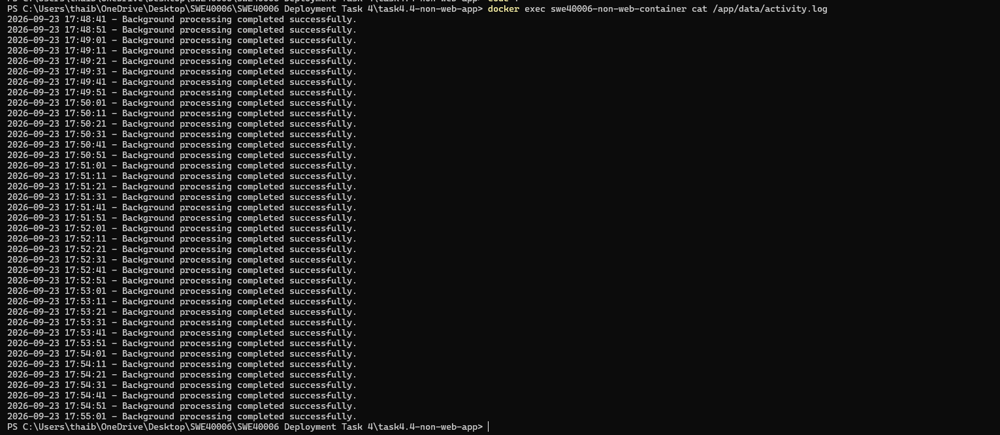 PS C:\Users\thaib\OneDrive\Desktop\SWE40006\SWE40006 Deployment Task 4\task4.4-non-web-app> docker exec swe40006-non-web-container cat /app/data/activity.log
2026-09-23 17:48:41 - Background processing completed successfully.
2026-09-23 17:48:51 - Background processing completed successfully.
2026-09-23 17:49:01 - Background processing completed successfully.
2026-09-23 17:49:11 - Background processing completed successfully.
2026-09-23 17:49:21 - Background processing completed successfully.
2026-09-23 17:49:31 - Background processing completed successfully.
2026-09-23 17:49:41 - Background processing completed successfully.
2026-09-23 17:49:51 - Background processing completed successfully.
2026-09-23 17:50:01 - Background processing completed successfully.
2026-09-23 17:50:11 - Background processing completed successfully.
2026-09-23 17:50:21 - Background processing completed successfully.
2026-09-23 17:50:31 - Background processing completed successfully.
2026-09-23 17:50:41 - Background processing completed successfully.
2026-09-23 17:50:51 - Background processing completed successfully.
2026-09-23 17:51:01 - Background processing completed successfully.
2026-09-23 17:51:11 - Background processing completed successfully.
2026-09-23 17:51:21 - Background processing completed successfully.
2026-09-23 17:51:31 - Background processing completed successfully.
2026-09-23 17:51:41 - Background processing completed successfully.
2026-09-23 17:51:51 - Background processing completed successfully.
2026-09-23 17:52:01 - Background processing completed successfully.
2026-09-23 17:52:11 - Background processing completed successfully.
2026-09-23 17:52:21 - Background processing completed successfully.
2026-09-23 17:52:31 - Background processing completed successfully.
2026-09-23 17:52:41 - Background processing completed successfully.
2026-09-23 17:52:51 - Background processing completed successfully.
2026-09-23 17:53:01 - Background processing completed successfully.
2026-09-23 17:53:11 - Background processing completed successfully.
2026-09-23 17:53:21 - Background processing completed successfully.
2026-09-23 17:53:31 - Background processing completed successfully.
2026-09-23 17:53:41 - Background processing completed successfully.
2026-09-23 17:53:51 - Background processing completed successfully.
2026-09-23 17:54:01 - Background processing completed successfully.
2026-09-23 17:54:11 - Background processing completed successfully.
2026-09-23 17:54:21 - Background processing completed successfully.
2026-09-23 17:54:31 - Background processing completed successfully.
2026-09-23 17:54:41 - Background processing completed successfully.
2026-09-23 17:54:51 - Background processing completed successfully.
2026-09-23 17:55:01 - Background processing completed successfully.
PS C:\Users\thaib\OneDrive\Desktop\SWE40006\SWE40006 Deployment Task 4\task4.4-non-web-app>